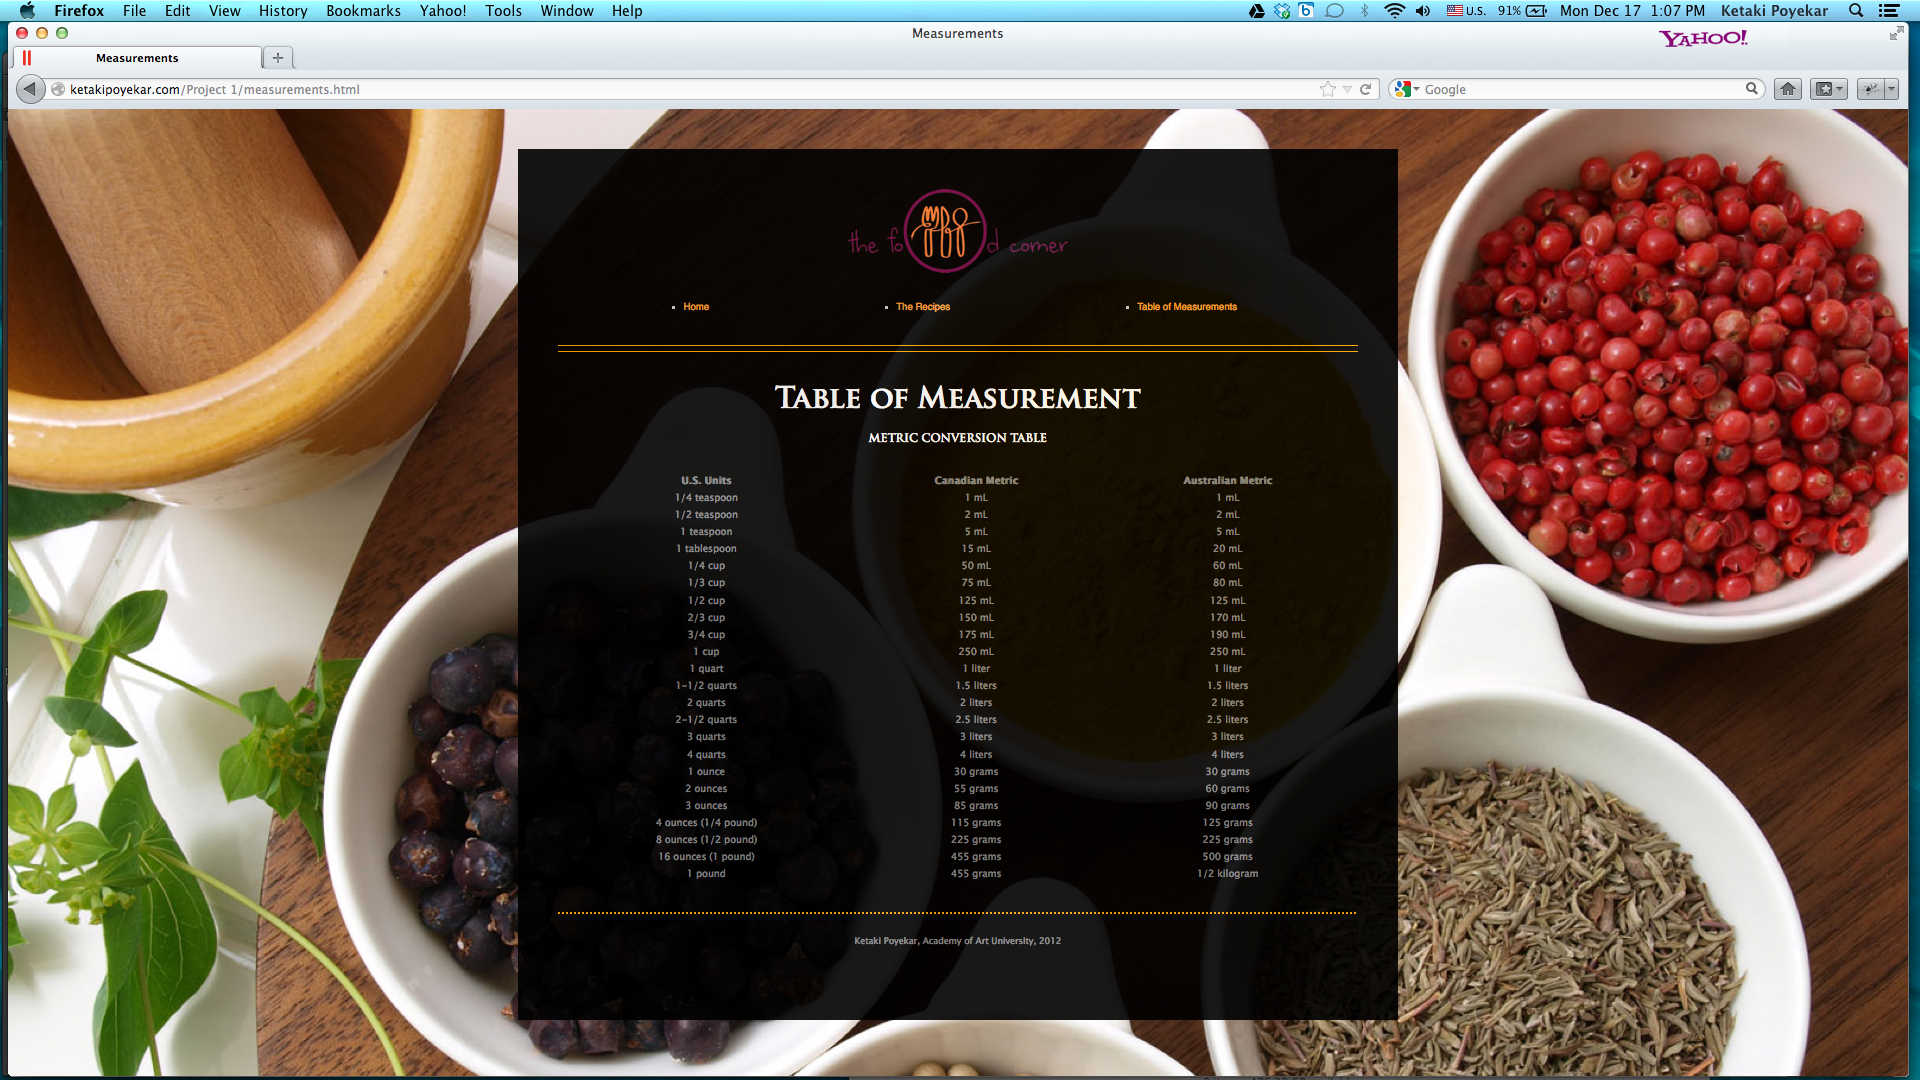 Firefox File Edit View History Bookmarks Yahoo! Tools Window Help U.S. 91% Mon Dec 17 1:07 PM Ketaki Poyekar
Measurements
YAHOO!
Measurements
ketakipoyekar.com/Project 1/measurements.html Google
the fo d corner
Home The Recipes Table of Measurements
TABLE OF MEASUREMENT
METRIC CONVERSION TABLE
U.S. Units Canadian Metric Australian Metric
1/4 teaspoon 1 mL 1 mL
1/2 teaspoon 2 mL 2 mL
1 teaspoon 5 mL 5 mL
1 tablespoon 15 mL 20 mL
1/4 cup 50 mL 60 mL
1/3 cup 75 mL 80 mL
1/2 cup 125 mL 125 mL
2/3 cup 150 mL 170 mL
3/4 cup 175 mL 190 mL
1 cup 250 mL 250 mL
1 quart 1 liter 1 liter
1-1/2 quarts 1.5 liters 1.5 liters
2 quarts 2 liters 2 liters
2-1/2 quarts 2.5 liters 2.5 liters
3 quarts 3 liters 3 liters
4 quarts 4 liters 4 liters
1 ounce 30 grams 30 grams
2 ounces 55 grams 60 grams
3 ounces 85 grams 90 grams
4 ounces (1/4 pound) 115 grams 125 grams
8 ounces (1/2 pound) 225 grams 225 grams
16 ounces (1 pound) 455 grams 500 grams
1 pound 455 grams 1/2 kilogram
Ketaki Poyekar, Academy of Art University, 2012